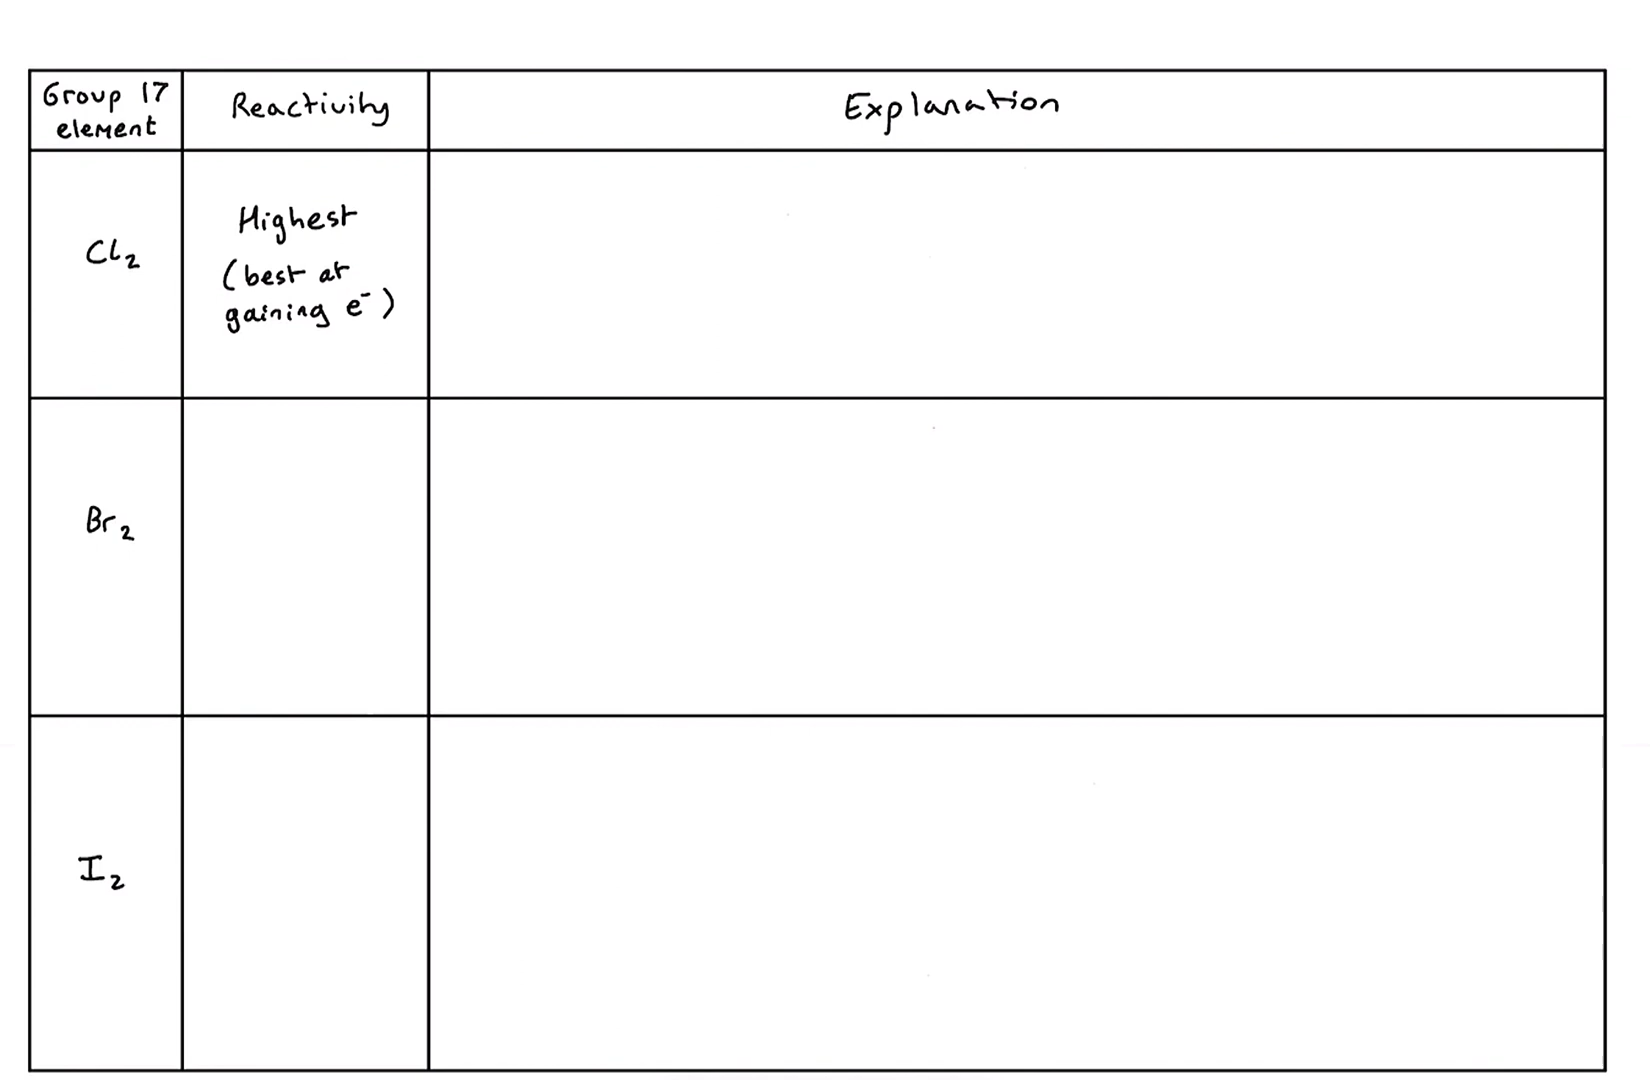 Group 17
element
Reactivity
Explanation
Cl₂
Highest
(best at
gaining e⁻)
Br₂
I₂